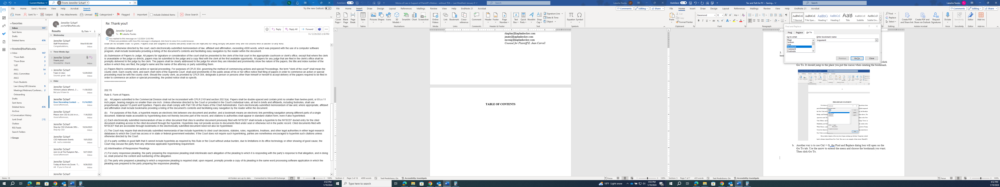 Current Mailbox
From: Jennifer Scharf
File Home Send / Receive View Help Acrobat Search
Try the new Outlook Off
From Sent To Subject Has Attachments Unread Categorized Flagged Important Include Deleted Items Close Search
Favorites
Inbox 147
Sent Items
Drafts
Deleted Items 476
ltowles@buffalo.edu
Inbox 147
*From Beth 2
*From Brian 3
*LRT 7
AALL 14
AALL Committee 3
AALS
From Students
Law Library/UB Libraries 9
Meetings/Webinars/Conferen... 2
Onboarding
Drafts
Sent Items
Deleted Items 476
Archive
Conversation History
Junk Email [15]
Outbox
RSS Feeds
Search Folders
Groups
Jennifer Scharf
jrscharf@buffalo.edu
Results By Date
Wednesday
Jennifer Scharf
Staff Promotions Wed 9:56 AM
Congratulations, Inbox
Three Weeks Ago
Jennifer Scharf
Thank you!!
Wonderful - thank Inbox
Jennifer Scharf
Topic in class 12/29/2023
Sounds great - talk Inbox
Older
Jennifer Scharf
Winners please attend...3 ... 11/30/2023
But you'll have to Inbox
Jennifer Scharf
Door Decorating Contest - ... 11/14/2023
Good afternoon, Inbox
Jennifer Scharf
Please Join CSO & LAA in cr... 11/6/2023
Good afternoon, Inbox
Jennifer Scharf
Stop by CSO (Outside 309/... 10/24/2023
Stop by CSO Inbox
Jennifer Scharf
CSO Halloween Events 10/5/2023
All: Just a reminder Inbox
Jennifer Scharf
Join Us at The Pumpkin Pat... 9/27/2023
Good afternoon! Inbox
Jennifer Scharf
Today at Noon via Zoom: T... 9/26/2023
All: If you're free at Inbox
Jennifer Scharf
Re: Thank you!!
Jennifer Scharf
To Latasha Towles
Reply Reply All Forward
Fri 12/29/2023 2:58 PM
You replied to this message on 1/2/2024 12:53 PM.
If there are problems with how this message is displayed, click here to view it in a web browser.
shall be no smaller than 10 point. Papers that are stapled or bound securely shall not be rejected for filing simply because they are not bound with a backer of any kind.
(2) Unless otherwise directed by the court, each electronically-submitted memorandum of law, affidavit and affirmation, exceeding 4500 words, which was prepared with the use of a computer software
program, shall include bookmarks providing a listing of the document's contents and facilitating easy navigation by the reader within the document.
(b) Submission of Papers to Judge. All papers for signature or consideration of the court shall be presented to the clerk of the trial court in the appropriate courtroom or clerk's office, except that where the clerk
is unavailable or the judge so directs, papers may be submitted to the judge and a copy filed with the clerk at the first available opportunity. All papers for any judge that are filed in the clerk's office shall be
promptly delivered to the judge by the clerk. The papers shall be clearly addressed to the judge for whom they are intended and prominently show the nature of the papers, the title and index number of the
action in which they are filed, the judge's name and the name of the attorney or party submitting them.
(c) Papers filed to commence an action or special proceeding. For purposes of CPLR 304. governing the method of commencing actions and special Proceedings. the term "clerk of the court" shall mean the
county clerk. Each county clerk, and each chief clerk of the Supreme Court. shall post prominently in the public areas of his or her office notice that filing of papers in order to commence an action or special
proceeding must be with the county clerk. Should the county clerk, as provided by CPLR 304, designate a person or persons other than himself or herself to accept delivery of the papers required to be filed in
order to commence an action or special proceeding, the posted notice shall so specify.
*****************
202.70
Rule 6. Form of Papers.
(a) All papers submitted to the Commercial Division shall not be inconsistent with CPLR 2101and section 202.5(a). Papers shall be double-spaced and contain print no smaller than twelve-point, or 8½ x 11
inch paper, bearing margins no smaller than one inch. Unless otherwise directed by the Court or provided in the Court's individual rules, all text in briefs and affidavits, including footnotes, shall use
proportionally spaced 12-point serif typeface. Papers also shall comply with Part 130 of the Rules of the Chief Administrator. Each electronically-submitted memorandum of law and, where appropriate, affidavit
and affirmation shall include bookmarks providing a listing of the document's contents and facilitating easy navigation by the reader within the document.
(b) For purposes of this Rule, a hyperlink means an electronic link between one document and another, and a bookmark means an electronic link permitting navigation among different parts of a single
document. Material made accessible by hyperlinking does not thereby become part of the record, and citations to authorities shall appear in standard citation form, even if also hyperlinked.
(c) Each electronically submitted memorandum of law or other document that cites to another document previously filed with NYSCEF shall include a hyperlink to the NYSCEF docket entry for the cited
document enabling access to the cited document through the hyperlink. Hyperlinks may not provide access to documents filed under seal or otherwise not in the public record. Cited documents filed with
NYSCEF that are accessible through bookmarks in the electronically submitted document need not also be hyperlinked.
(1) The Court may require that electronically submitted memoranda of law include hyperlinks to cited court decisions, statutes, rules, regulations, treatises, and other legal authorities in either legal research
databases to which the Court has access or in state or federal government websites. If the Court does not require such hyperlinking, parties are nonetheless encouraged to hyperlink such citations unless
otherwise directed by the Court.
(2) If a party certifies in good faith that it cannot include hyperlinks as required by this Rule or the Court without undue burden, due to limitations in its office technology or other showing of good cause, the
Court may excuse the party from any otherwise applicable hyperlinking requirement.
(d) Interlineation of Responsive Pleadings
(1) For every responsive pleading, the party preparing the responsive pleading shall interlineate each allegation of the pleading to which it is responding with the party's response to that allegation, and in doing
so, shall preserve the content and numbering of the allegation.
(2) The party who prepared a pleading to which a responsive pleading is required shall, upon request, promptly provide a copy of its pleading in the same word processing software application in which the
pleading was prepared to the party preparing the responsive pleading.
Items: 18 All folders are up to date. Connected to: Microsoft Exchange 100%
4:52 PM
1/19/2024
AutoSave Off Memo of Law in Support of Plaintiff's Motion - without TOA • Last Modified: January 9 Search Latasha Towles
File Home Insert Draw Design Layout References Mailings Review View Help EndNote 21 Acrobat Comments Editing Share
Cover Page Blank Page Page Break Table Pictures Shapes Icons 3D Models SmartArt Chart Screenshot Online Videos Link Bookmark Cross-reference Comment Header Footer Page Number Text Box Quick Parts WordArt Drop Cap Signature Line Date & Time Object Equation Symbol
Pages Tables Illustrations Media Links Comments Header & Footer Text Symbols
rkaplan@kaplanhecker.com
jmatz@kaplanhecker.com
mcraig@kaplanhecker.com
Counsel for Plaintiff E. Jean Carroll
TABLE OF CONTENTS
Section: 2 Page 2 of 16 4099 words Text Predictions: On Accessibility: Investigate Focus 100%
Type here to search
18°F Light snow
4:52 PM
1/19/2024
AutoSave On Toc and ToA for PC • Saving... Search Latasha Towles
File Home Insert Draw Design Layout References Mailings Review View Help EndNote 21 Acrobat Comments Editing Share
Paste Cut Copy Format Painter Garamond 12
Normal No Spac... Heading 1 Heading 2 Title Subtitle Subtle Em...
Find Replace Select Create PDF and Share link Create PDF and Share via Outlook Request Signatures Dictate Sensitivity Editor Add-ins
Clipboard Font Paragraph Styles Editing Adobe Acrobat Voice Sensitivity Editor Add-ins
Find and Replace
Find Replace Go To
Go to what: Enter bookmark name:
Page Argument
Section
Line
Bookmark
Comment
Footnote
Previous Go To Close
3.
boo
click
Go To. It should jump to the place you put the cursor when creating the bookmark.
PRELIMINARY STATEMENT
b. Another way is to use Ctrl + G, the Find and Replace dialog box will open on the
Go To tab. Use the arrow to extend the menu and choose the bookmark you want.
Then click Go To.
Section: 3 Page 7 of 7 433 words Text Predictions: On Accessibility: Investigate Focus 100%
4:52 PM
1/19/2024